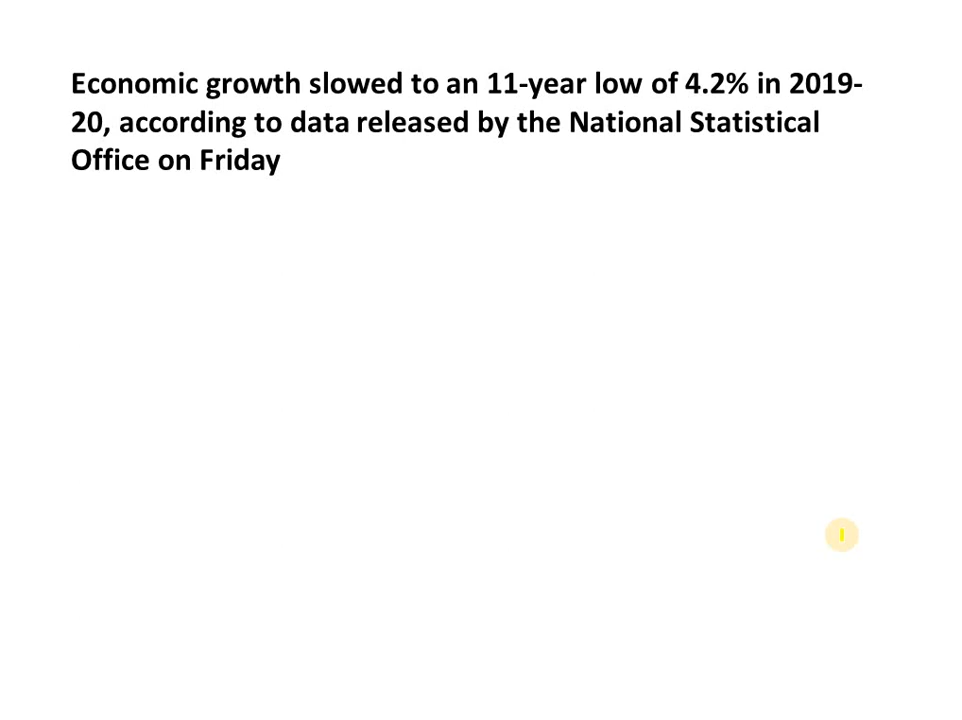 Economic growth slowed to an 11-year low of 4.2% in 2019-
20, according to data released by the National Statistical
Office on Friday